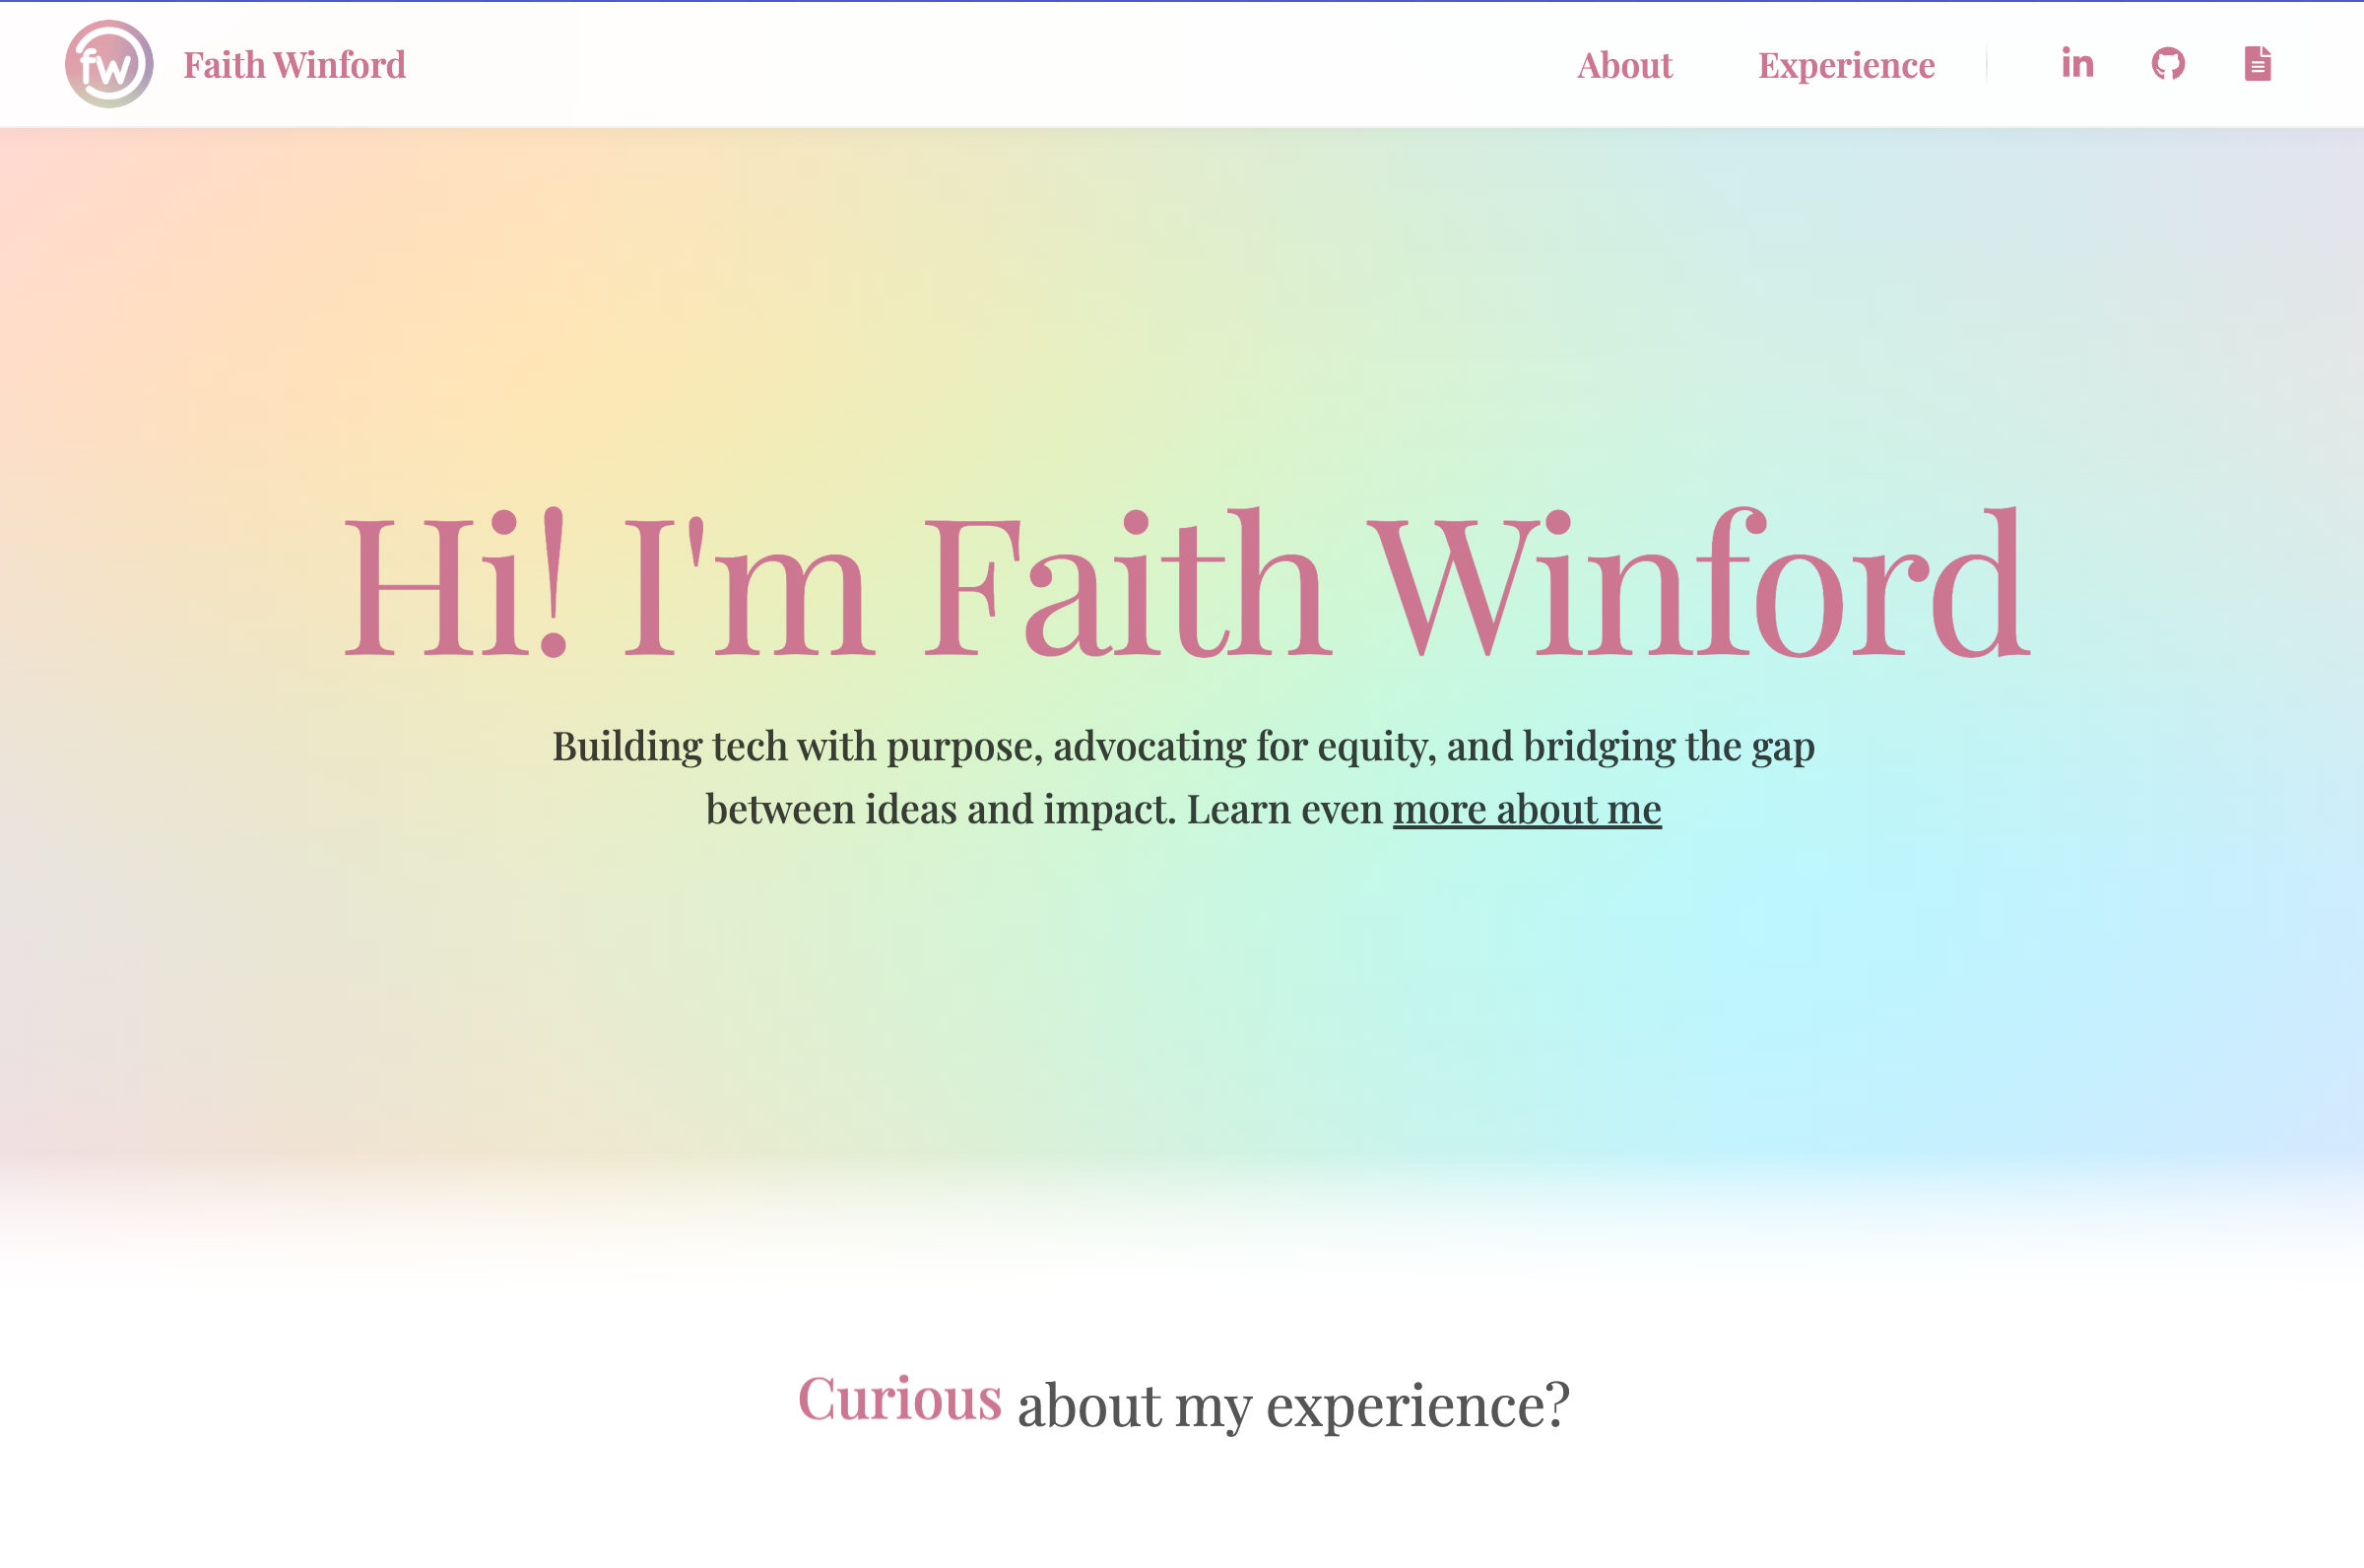 fw
Faith Winford
About
Experience
in
Hi! I'm Faith Winford
Building tech with purpose, advocating for equity, and bridging the gap
between ideas and impact. Learn even more about me
Curious about my experience?